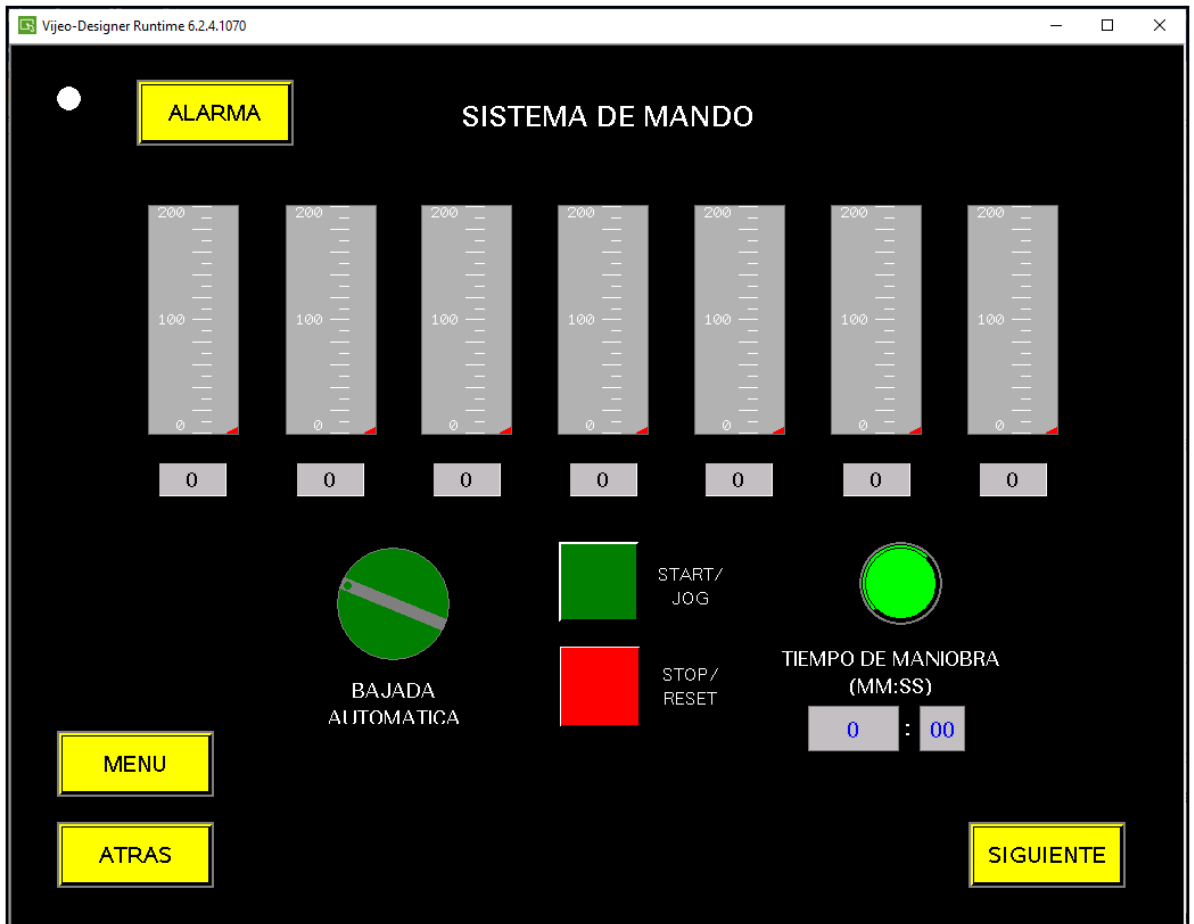 Vijeo-Designer Runtime 6.2.4.1070
ALARMA
SISTEMA DE MANDO
200 200 200 200 200 200 200
100 100 100 100 100 100 100
0 0 0 0 0 0 0
0 0 0 0 0 0 0
START/
JOG
STOP/
RESET
BAJADA
AUTOMATICA
TIEMPO DE MANIOBRA
(MM:SS)
0 : 00
MENU
ATRAS
SIGUIENTE